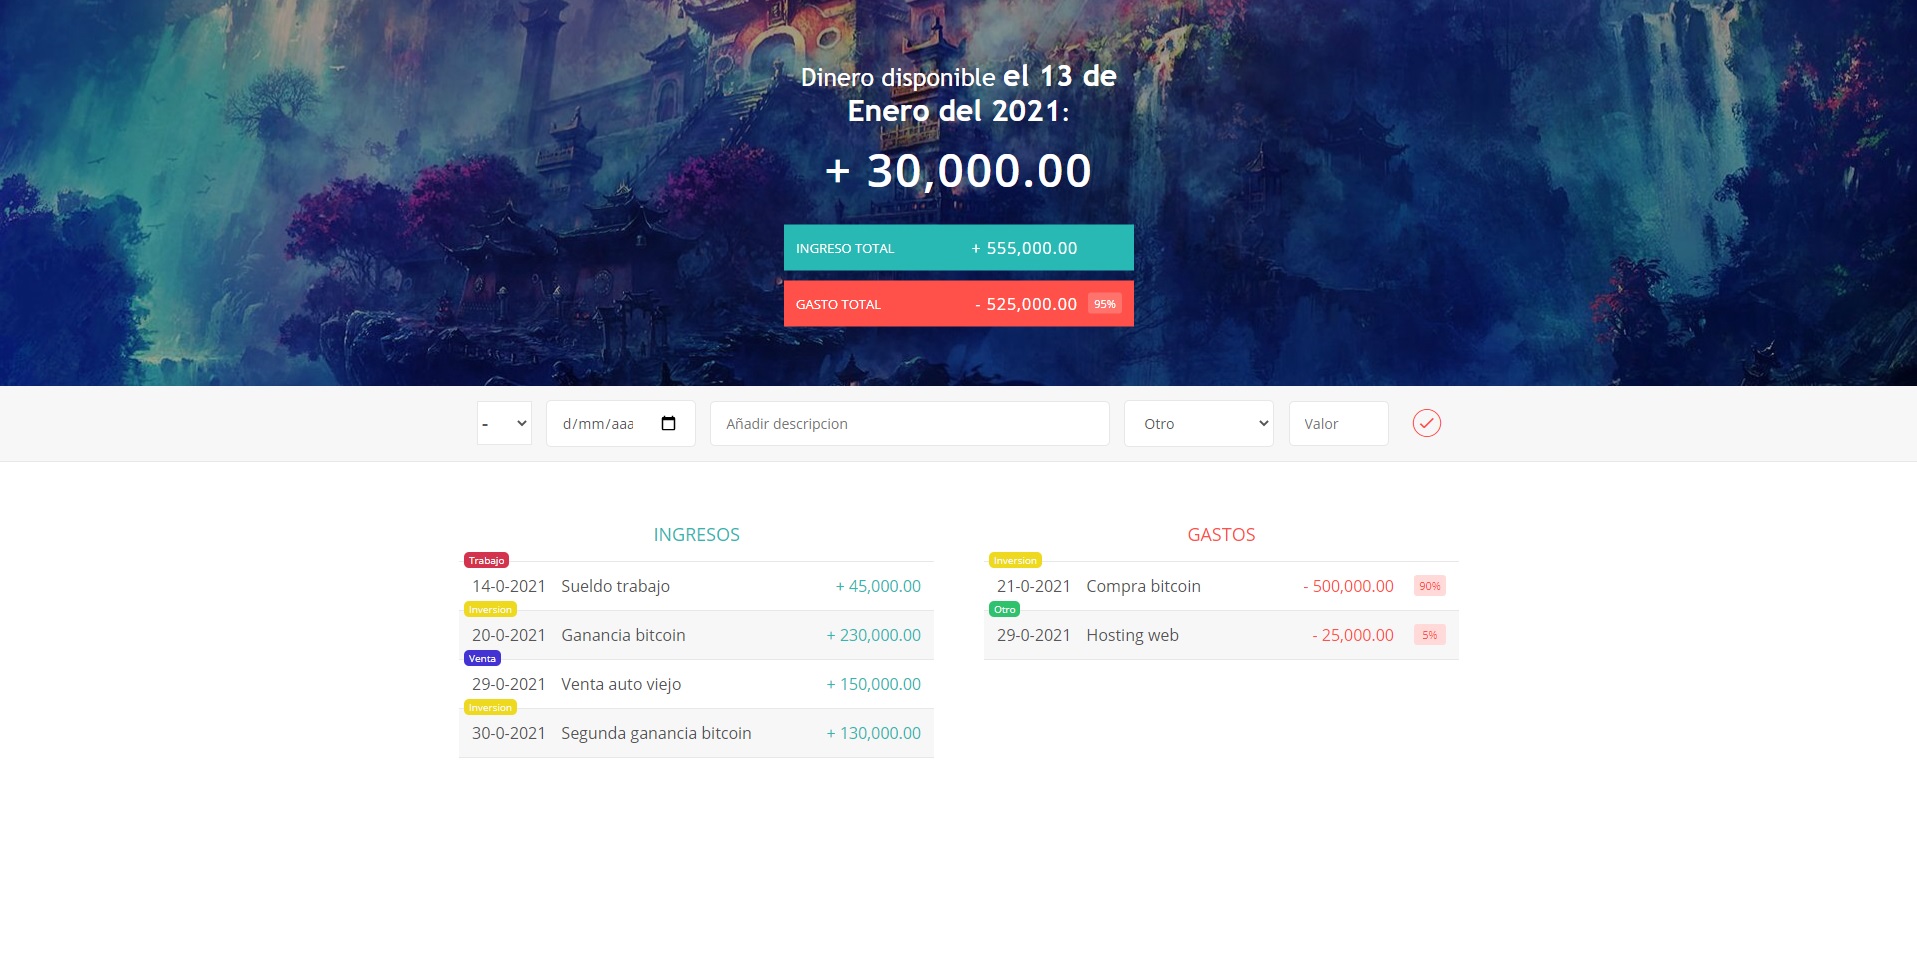 Dinero disponible el 13 de
Enero del 2021:
+ 30,000.00
INGRESO TOTAL + 555,000.00
GASTO TOTAL - 525,000.00 95%
- d/mm/aaa Añadir descripcion Otro Valor
INGRESOS
Trabajo
14-0-2021 Sueldo trabajo + 45,000.00
Inversion
20-0-2021 Ganancia bitcoin + 230,000.00
Venta
29-0-2021 Venta auto viejo + 150,000.00
Inversion
30-0-2021 Segunda ganancia bitcoin + 130,000.00
GASTOS
Inversion
21-0-2021 Compra bitcoin - 500,000.00 90%
Otro
29-0-2021 Hosting web - 25,000.00 5%